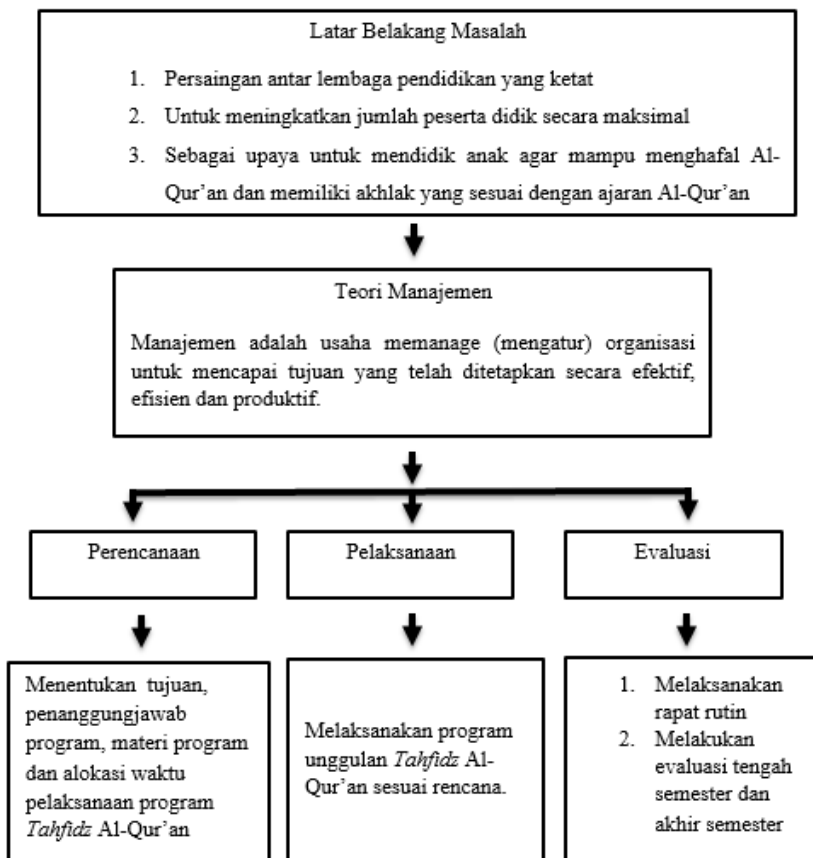 Latar Belakang Masalah
1. Persaingan antar lembaga pendidikan yang ketat
2. Untuk meningkatkan jumlah peserta didik secara maksimal
3. Sebagai upaya untuk mendidik anak agar mampu menghafal Al-
Qur’an dan memiliki akhlak yang sesuai dengan ajaran Al-Qur’an
Teori Manajemen
Manajemen adalah usaha memanage (mengatur) organisasi
untuk mencapai tujuan yang telah ditetapkan secara efektif,
efisien dan produktif.
Perencanaan
Pelaksanaan
Evaluasi
Menentukan tujuan,
penanggungjawab
program, materi program
dan alokasi waktu
pelaksanaan program
Tahfidz Al-Qur’an
Melaksanakan program
unggulan Tahfidz Al-
Qur’an sesuai rencana.
1. Melaksanakan
rapat rutin
2. Melakukan
evaluasi tengah
semester dan
akhir semester